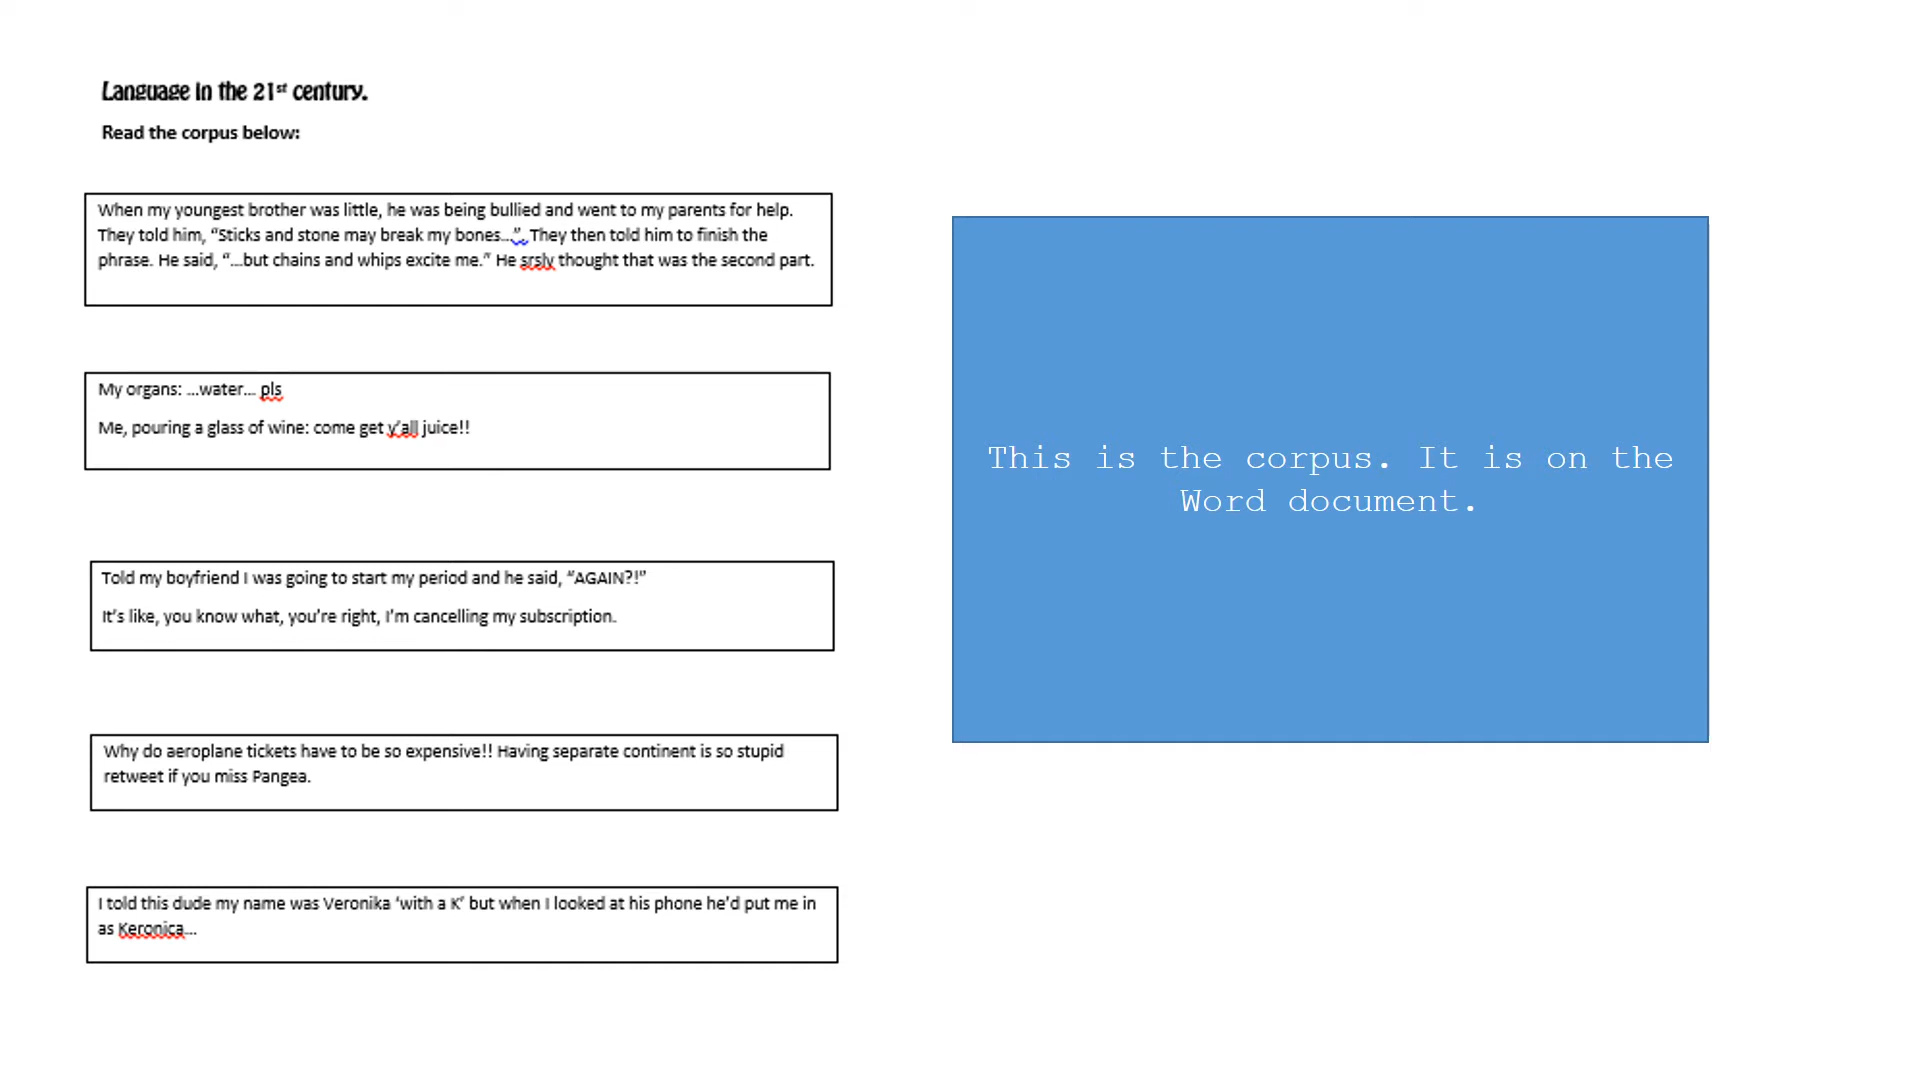 Language in the 21st century.
Read the corpus below:
When my youngest brother was little, he was being bullied and went to my parents for help.
They told him, “Sticks and stone may break my bones...”. They then told him to finish the
phrase. He said, “...but chains and whips excite me.” He srsly thought that was the second part.
My organs: ...water... pls
Me, pouring a glass of wine: come get y’all juice!!
Told my boyfriend I was going to start my period and he said, “AGAIN?!”
It’s like, you know what, you’re right, I’m cancelling my subscription.
Why do aeroplane tickets have to be so expensive!! Having separate continent is so stupid
retweet if you miss Pangea.
I told this dude my name was Veronika ‘with a K’ but when I looked at his phone he’d put me in
as Keronica...
This is the corpus. It is on the
Word document.